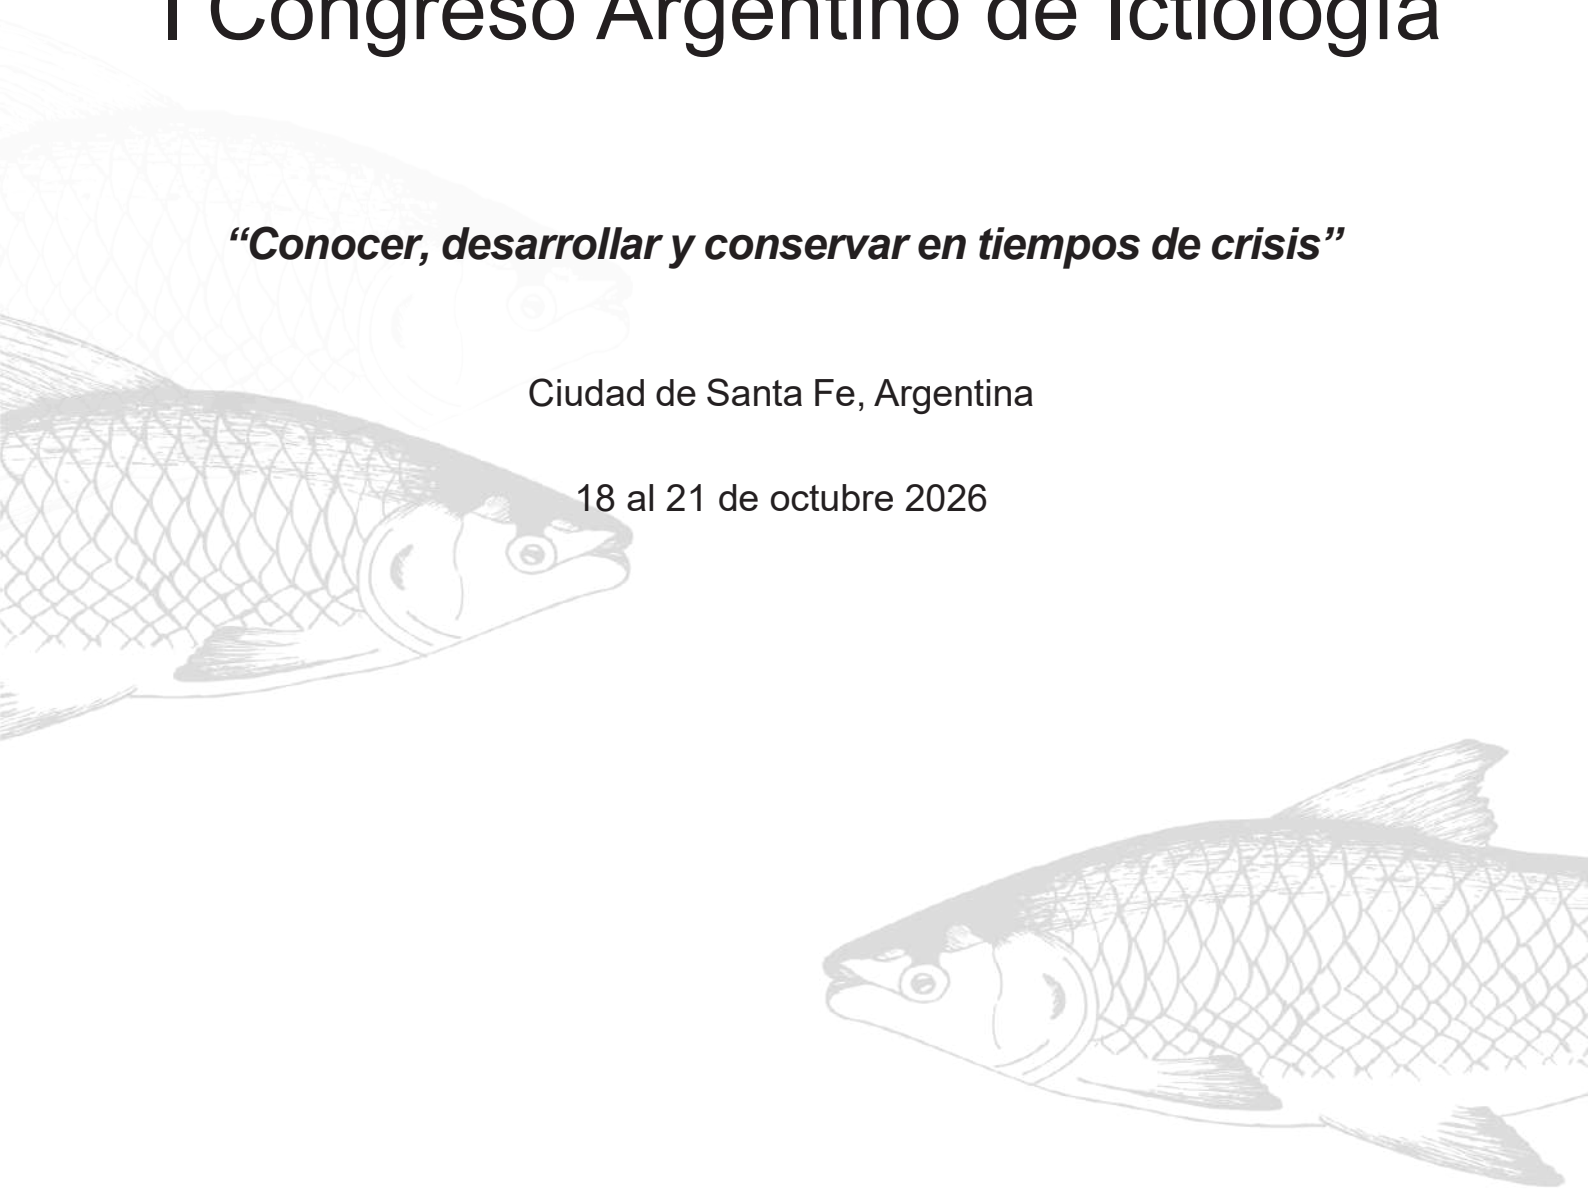 I Congreso Argentino de Ictiología
“Conocer, desarrollar y conservar en tiempos de crisis”
Ciudad de Santa Fe, Argentina
18 al 21 de octubre 2026